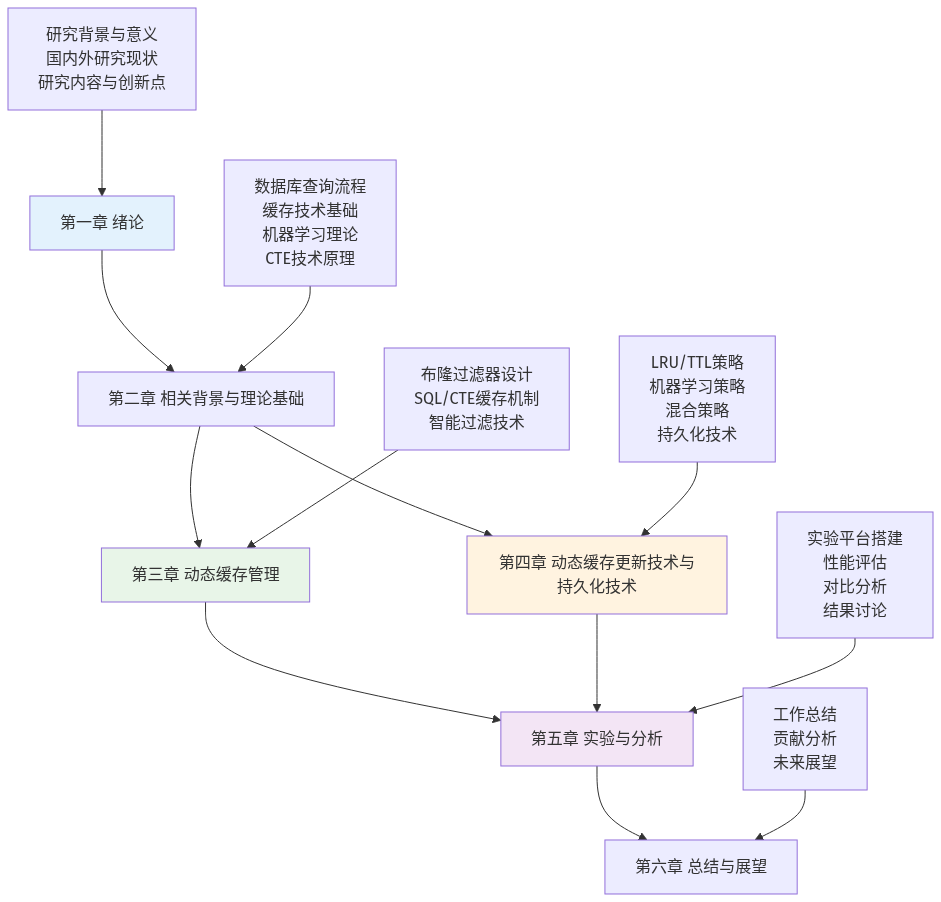 研究背景与意义
国内外研究现状
研究内容与创新点
数据库查询流程
缓存技术基础
机器学习理论
CTE技术原理
第一章 绪论
布隆过滤器设计
SQL/CTE缓存机制
智能过滤技术
LRU/TTL策略
机器学习策略
混合策略
持久化技术
第二章 相关背景与理论基础
实验平台搭建
性能评估
对比分析
结果讨论
第三章 动态缓存管理
第四章 动态缓存更新技术与
持久化技术
工作总结
贡献分析
未来展望
第五章 实验与分析
第六章 总结与展望